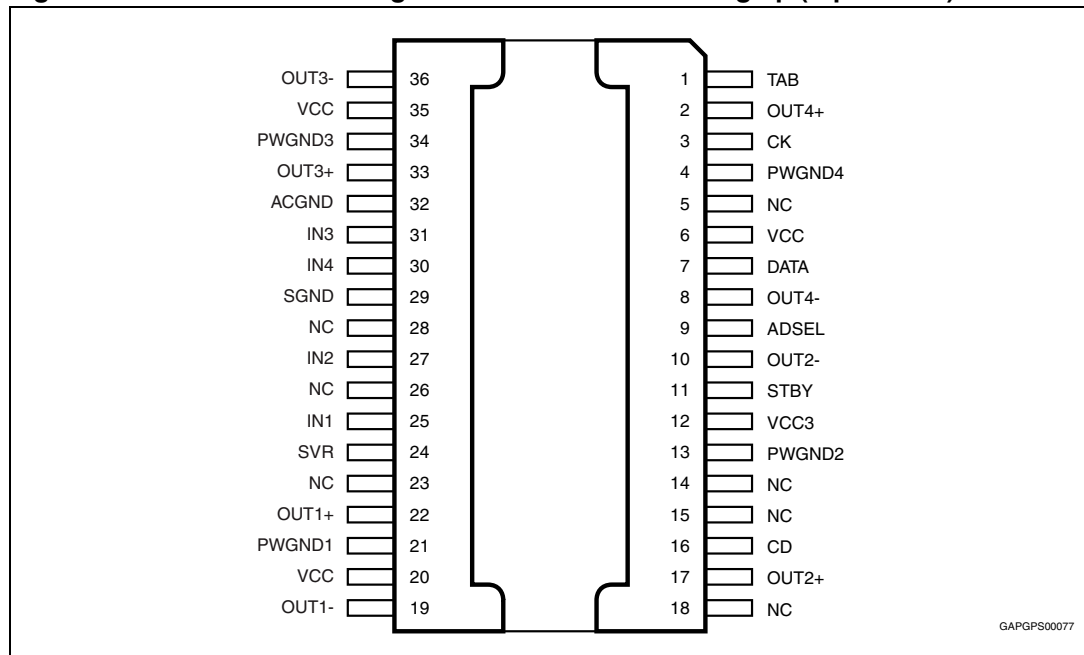 OUT3- 36 1 TAB
VCC 35 2 OUT4+
PWGND3 34 3 CK
OUT3+ 33 4 PWGND4
ACGND 32 5 NC
IN3 31 6 VCC
IN4 30 7 DATA
SGND 29 8 OUT4-
NC 28 9 ADSEL
IN2 27 10 OUT2-
NC 26 11 STBY
IN1 25 12 VCC3
SVR 24 13 PWGND2
NC 23 14 NC
OUT1+ 22 15 NC
PWGND1 21 16 CD
VCC 20 17 OUT2+
OUT1- 19 18 NC
GAPGPS00077